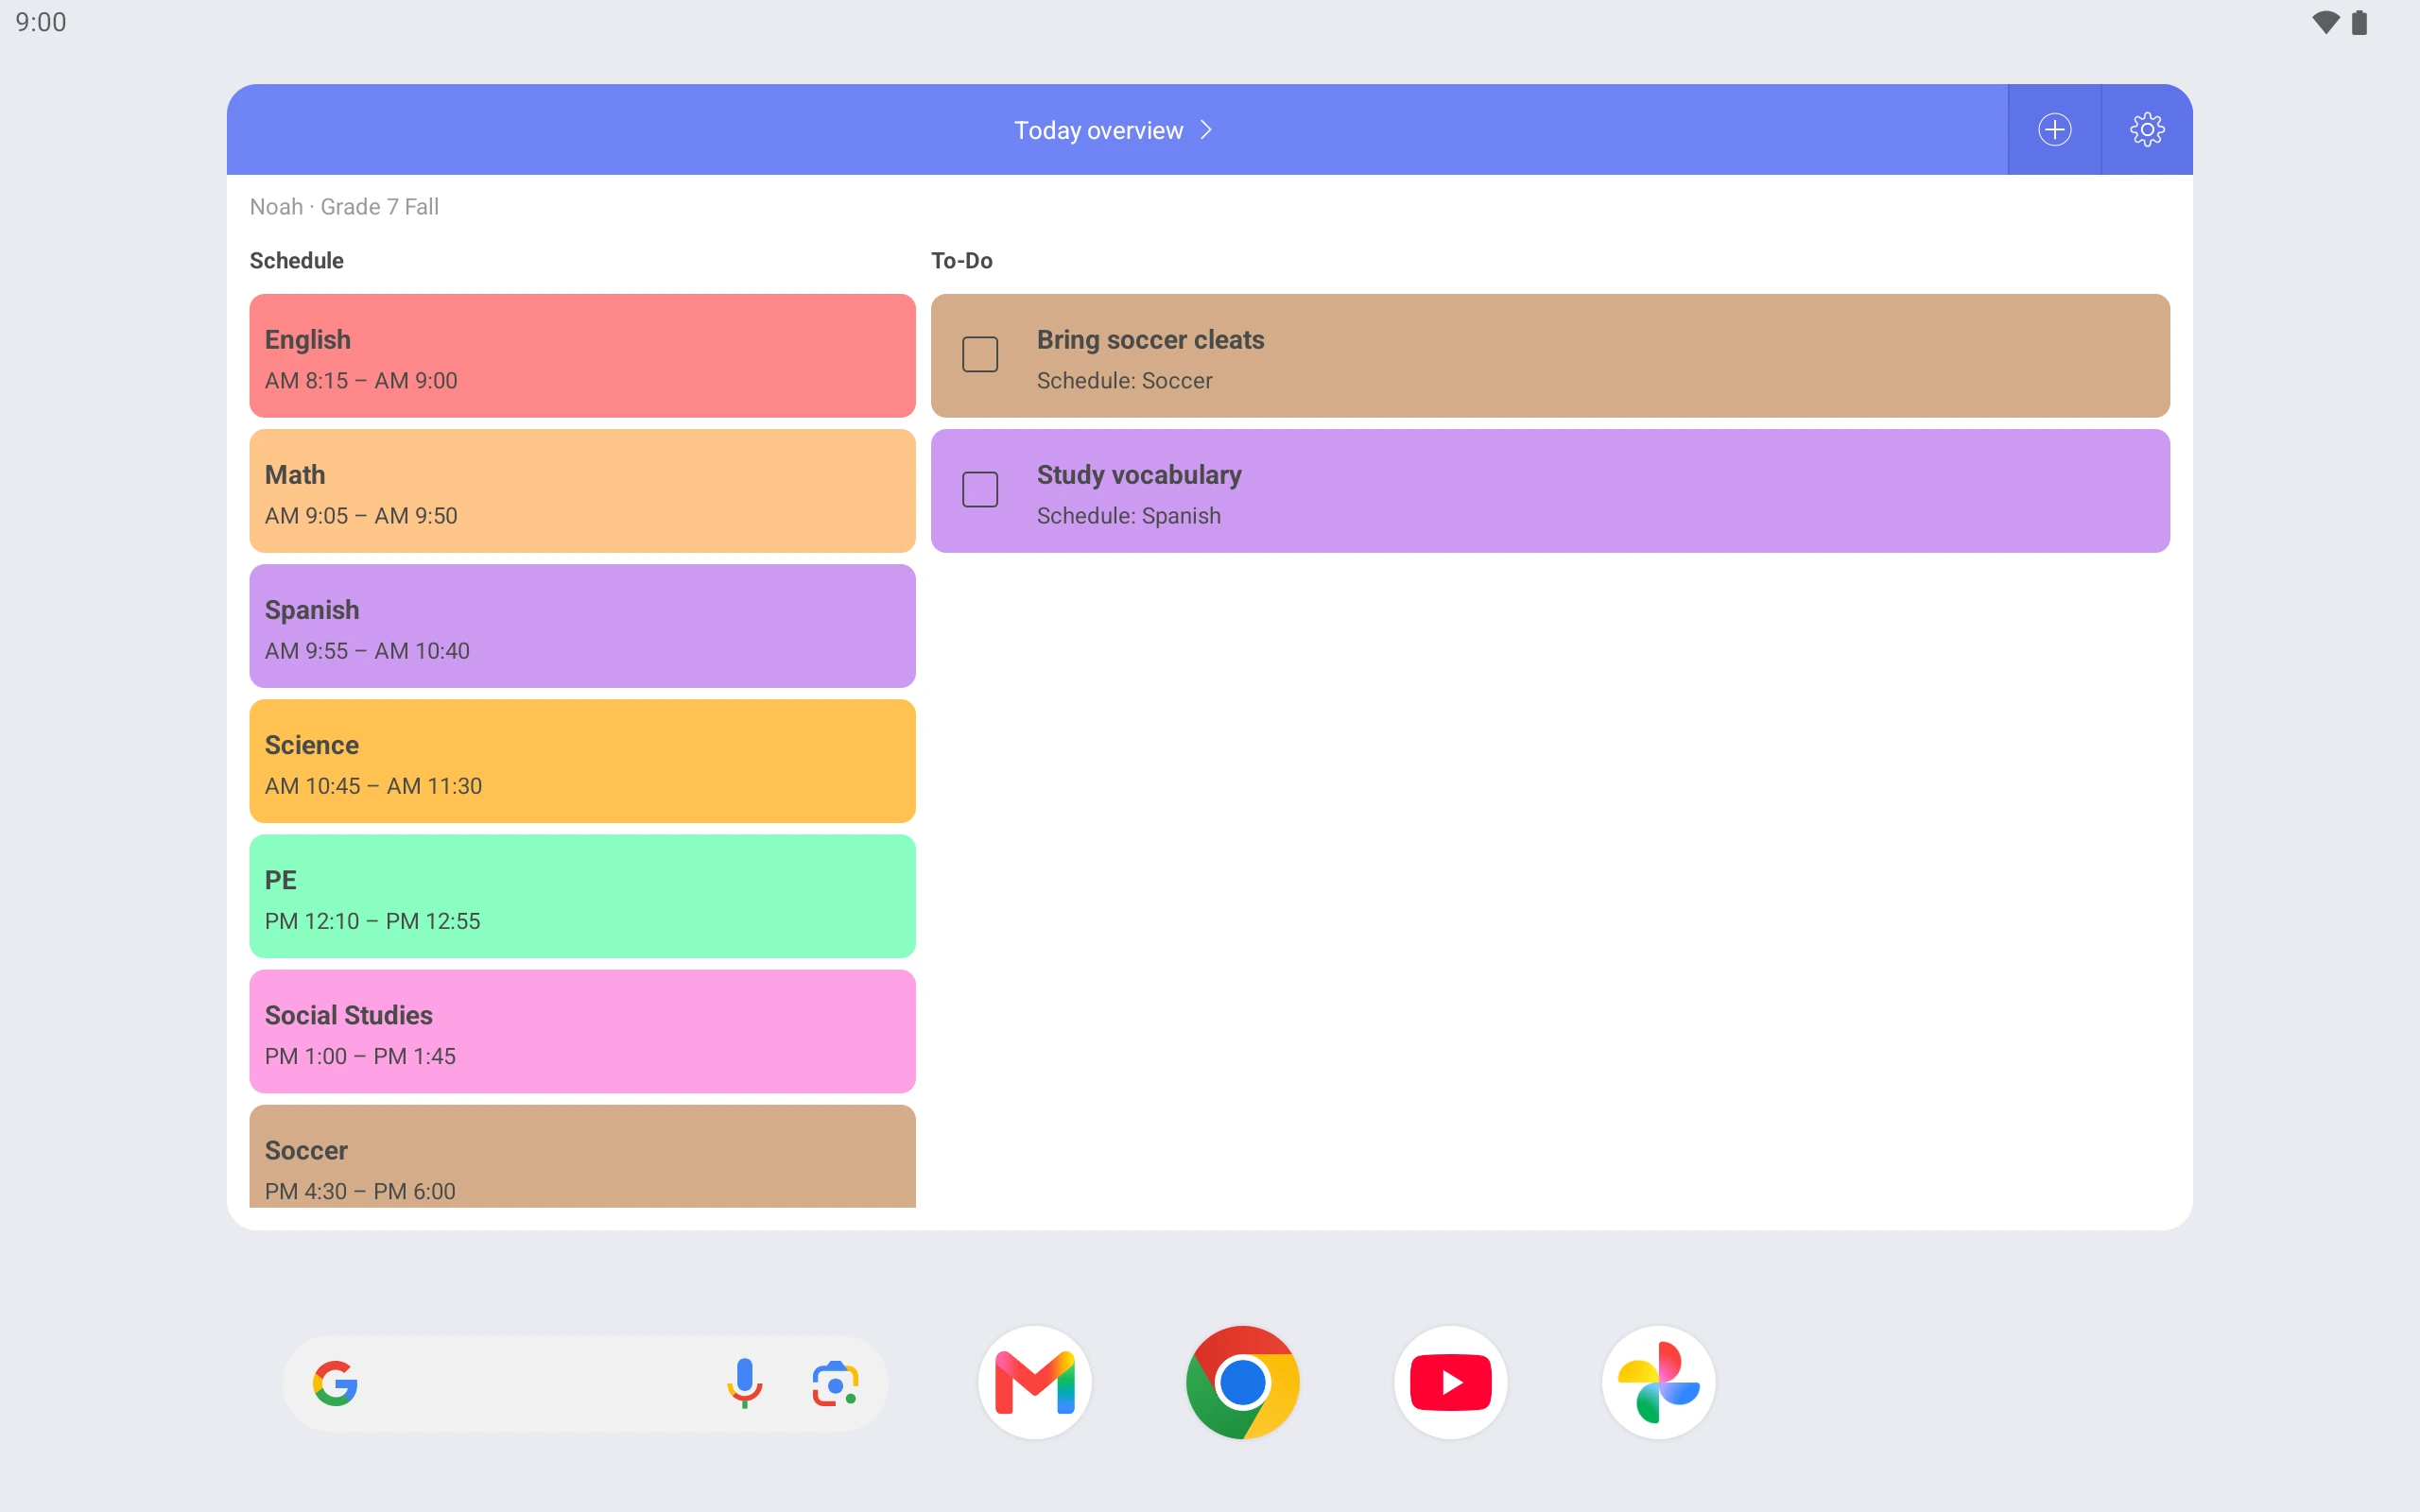 9:00
Today overview
Noah · Grade 7 Fall
Schedule
English
AM 8:15 – AM 9:00
Math
AM 9:05 – AM 9:50
Spanish
AM 9:55 – AM 10:40
Science
AM 10:45 – AM 11:30
PE
PM 12:10 – PM 12:55
Social Studies
PM 1:00 – PM 1:45
Soccer
PM 4:30 – PM 6:00
To-Do
Bring soccer cleats
Schedule: Soccer
Study vocabulary
Schedule: Spanish